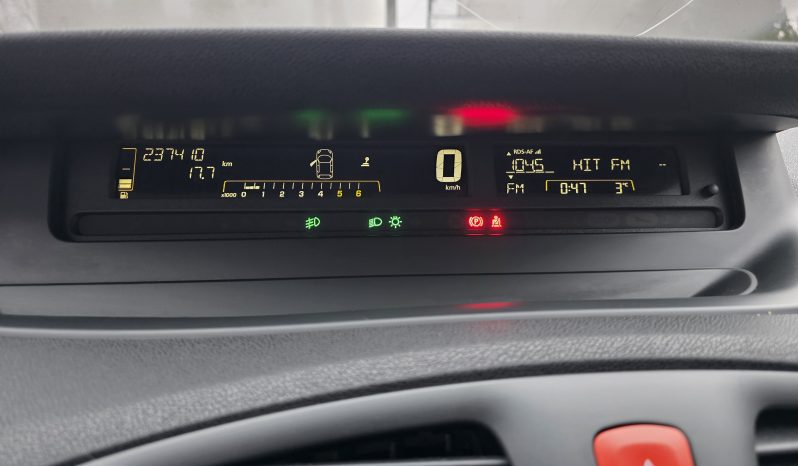 237410 km
17.7
x1000 0 1 2 3 4 5 6
0
km/h
RDS-AF
104.5 HIT FM --
FM 0:47 3°C
P